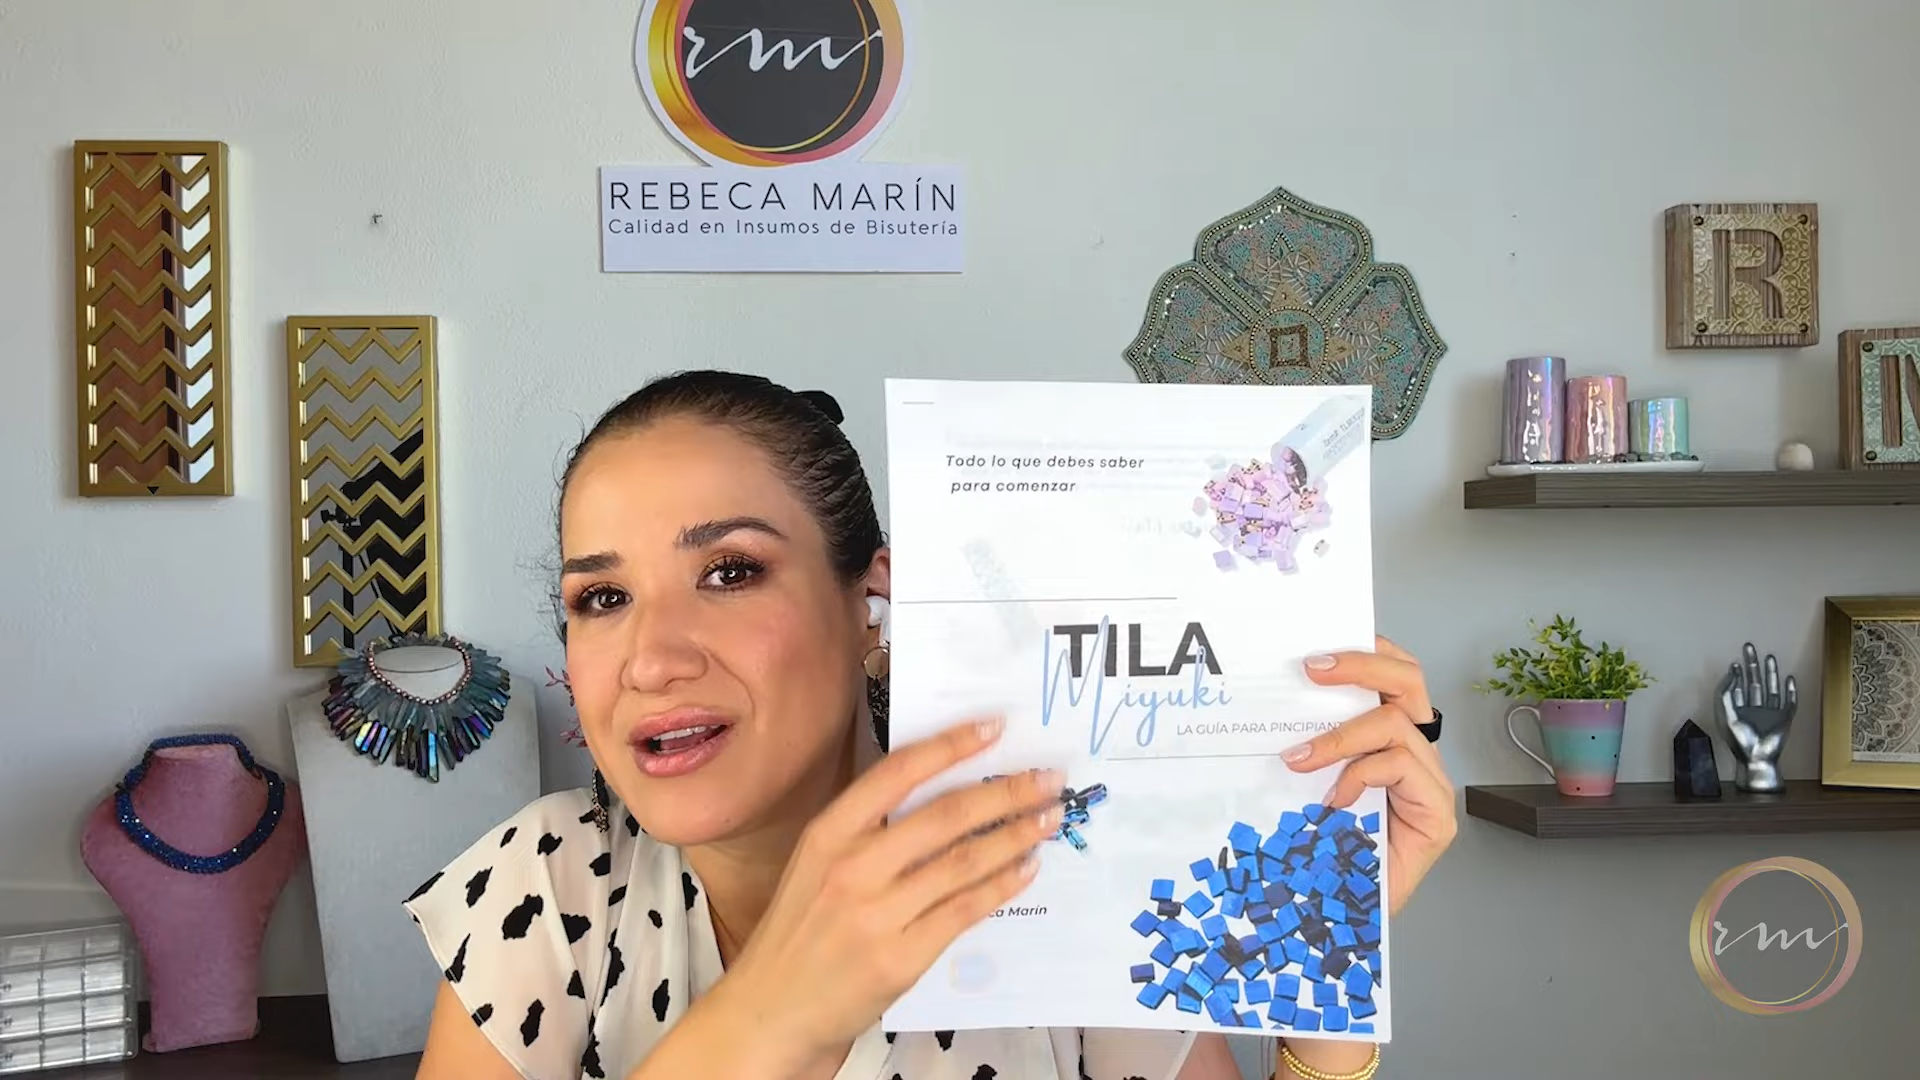 rm
REBECA MARÍN
Calidad en Insumos de Bisutería
R
Todo lo que debes saber
para comenzar
TILA
Miyuki
LA GUÍA PARA PINCIPIANT
ca Marín
rm